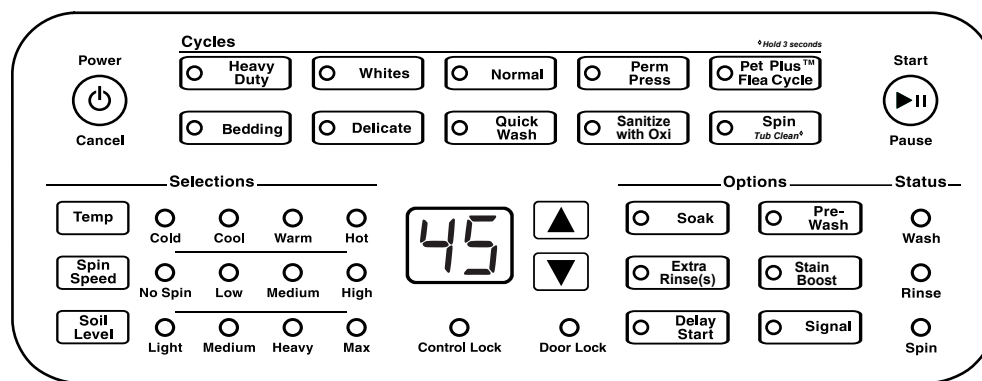 Cycles
◊ Hold 3 seconds
Power
Cancel
Heavy
Duty
Whites
Normal
Perm
Press
Pet Plus™
Flea Cycle
Start
Pause
Bedding
Delicate
Quick
Wash
Sanitize
with Oxi
Spin
Tub Clean◊
Selections
Temp
Cold
Cool
Warm
Hot
Spin
Speed
No Spin
Low
Medium
High
Soil
Level
Light
Medium
Heavy
Max
45
Control Lock
Door Lock
Options
Soak
Pre-
Wash
Extra
Rinse(s)
Stain
Boost
Delay
Start
Signal
Status
Wash
Rinse
Spin